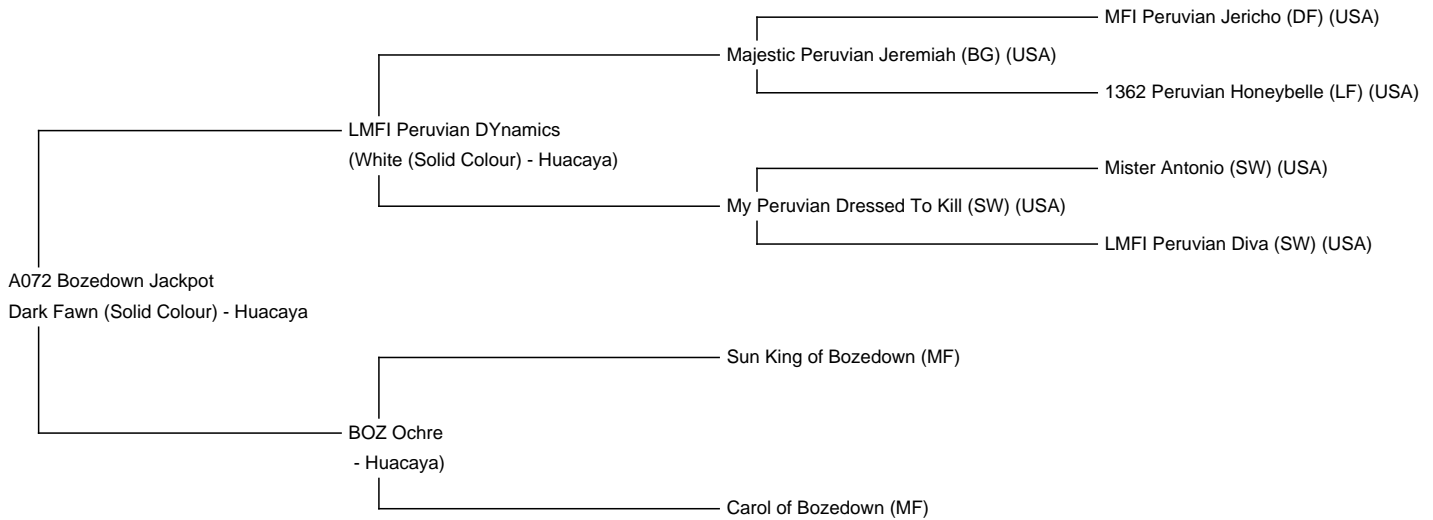 MFI Peruvian Jericho (DF) (USA)
Majestic Peruvian Jeremiah (BG) (USA)
1362 Peruvian Honeybelle (LF) (USA)
LMFI Peruvian DYnamics
(White (Solid Colour) - Huacaya)
Mister Antonio (SW) (USA)
My Peruvian Dressed To Kill (SW) (USA)
LMFI Peruvian Diva (SW) (USA)
A072 Bozedown Jackpot
Dark Fawn (Solid Colour) - Huacaya
Sun King of Bozedown (MF)
BOZ Ochre
- Huacaya)
Carol of Bozedown (MF)